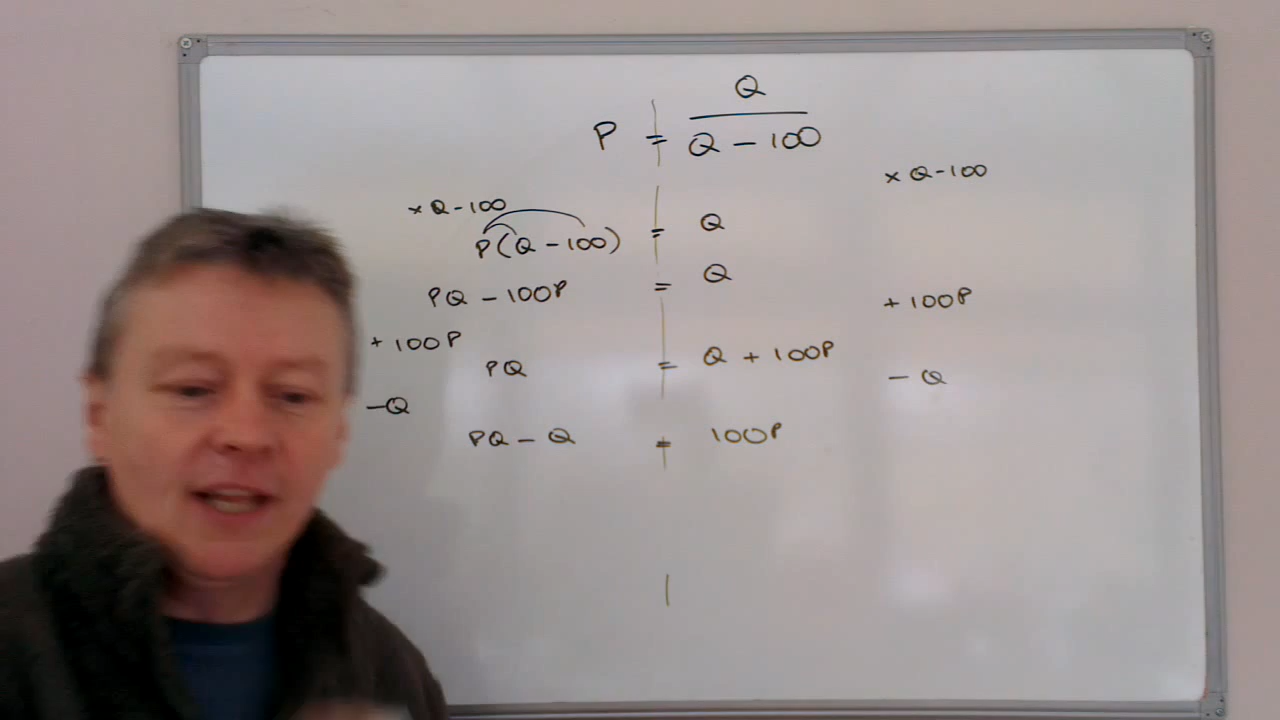 P = Q / Q - 100
× Q - 100
× Q - 100
P(Q - 100) = Q
PQ - 100P = Q
+ 100P
+ 100P
PQ = Q + 100P
- Q
- Q
PQ - Q = 100P